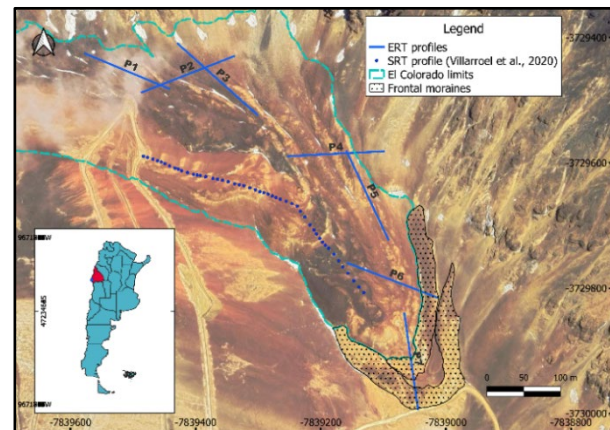 Legend
ERT profiles
SRT profile (Villarroel et al., 2020)
El Colorado limits
Frontal moraines
P1
P2
P3
P4
P5
P6
0 50 100 m
-3729400
-3729600
-3729800
-3730000
-7839600 -7839400 -7839200 -7839000 -7838800